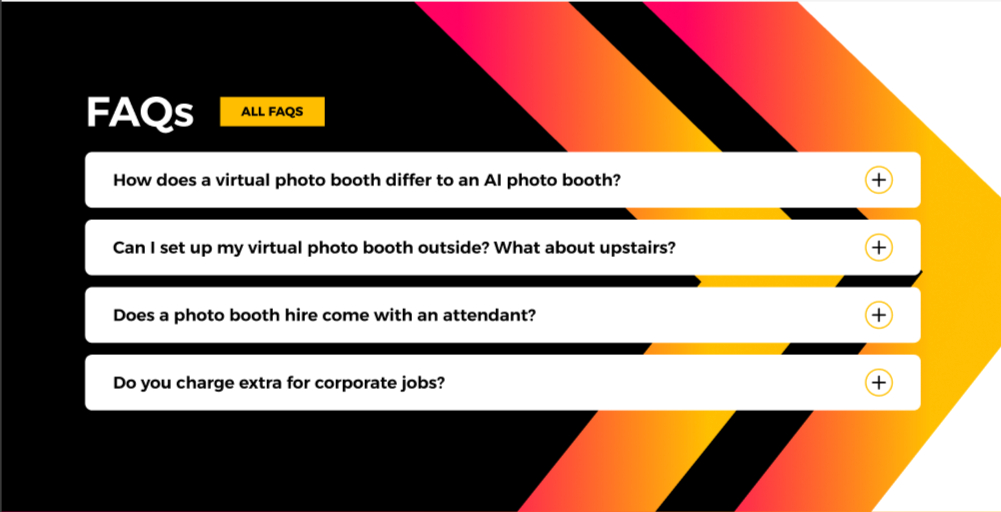 FAQs
ALL FAQS
How does a virtual photo booth differ to an AI photo booth?
Can I set up my virtual photo booth outside? What about upstairs?
Does a photo booth hire come with an attendant?
Do you charge extra for corporate jobs?